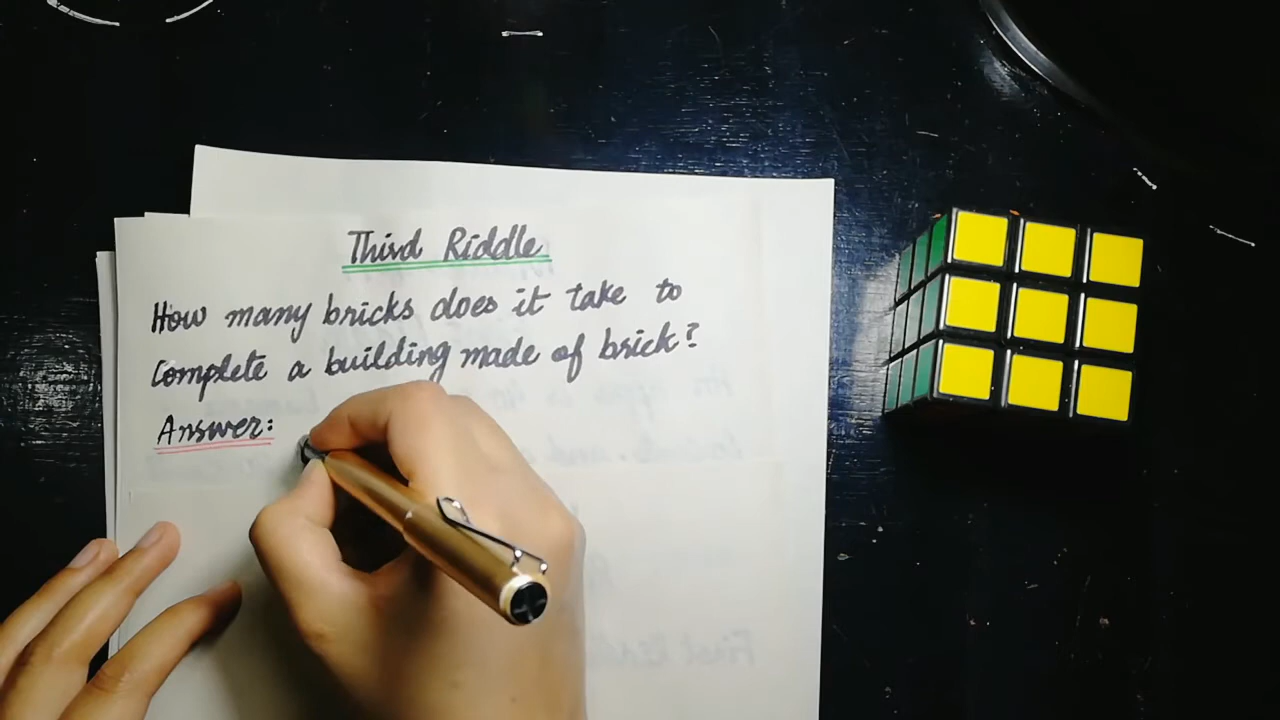 Third Riddle
How many bricks does it take to
complete a building made of brick?
Answer: